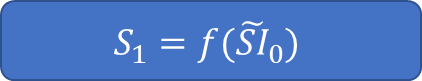 S₁ = f(S̃I₀)